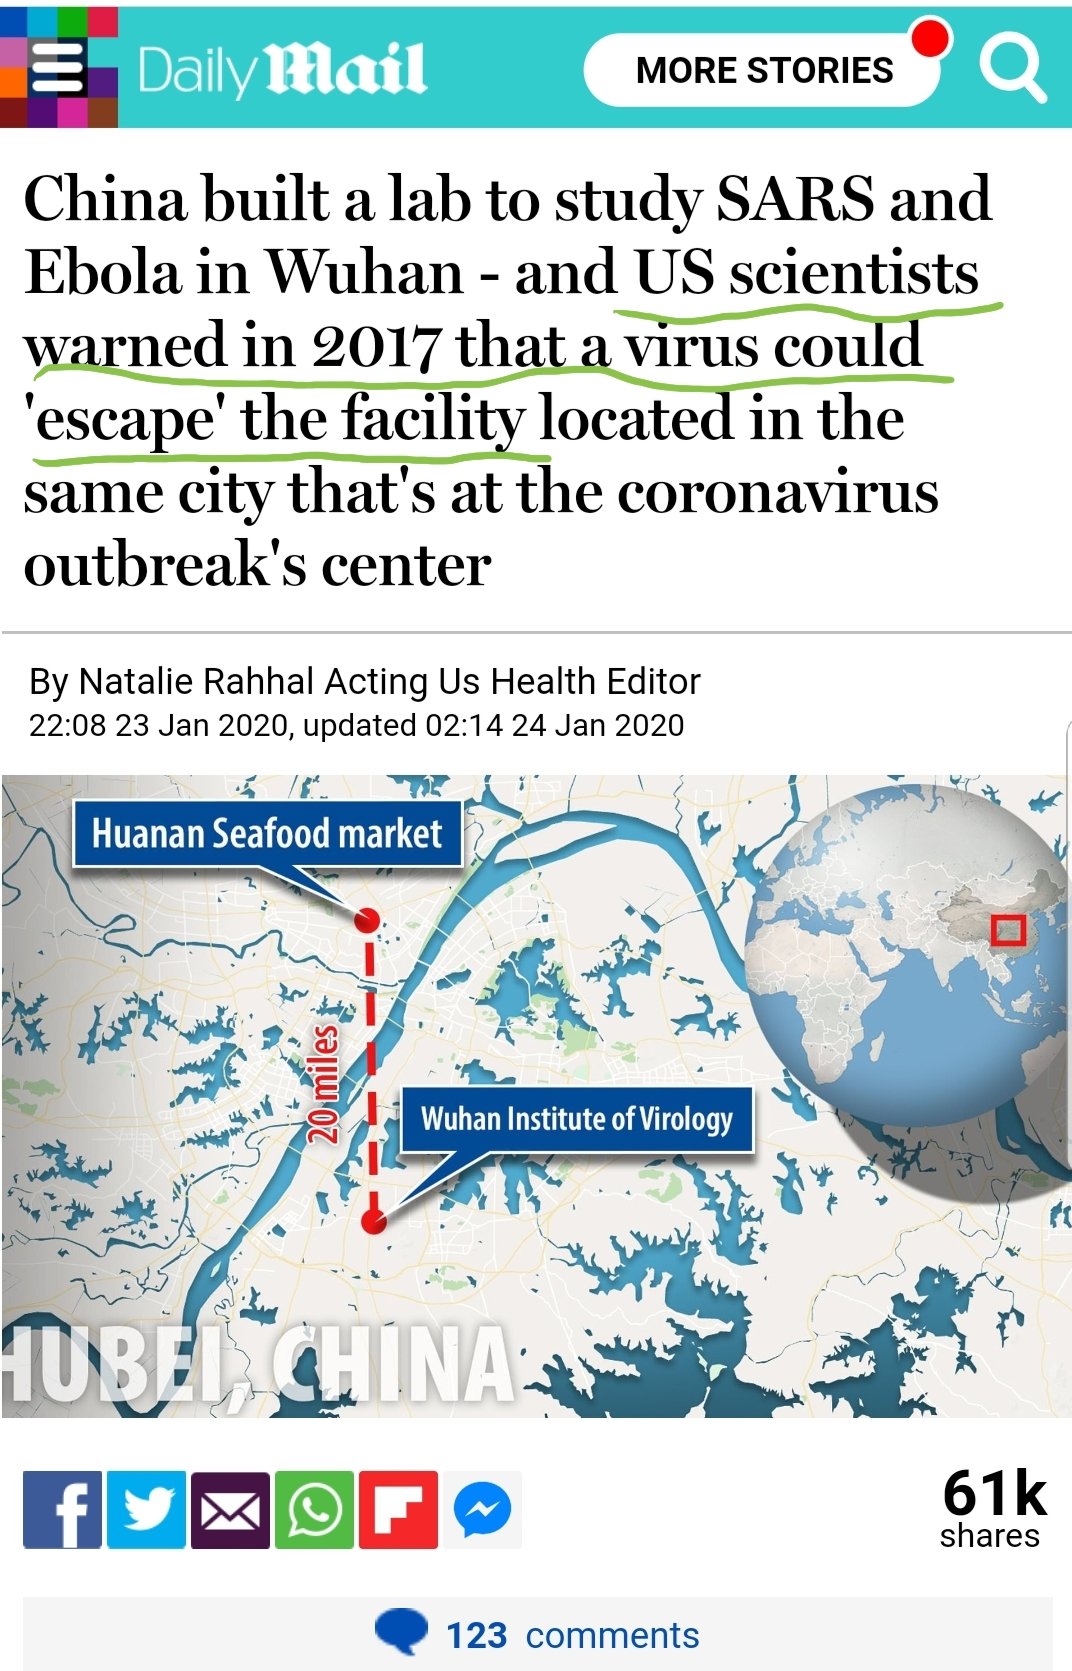 Daily Mail
MORE STORIES
China built a lab to study SARS and
Ebola in Wuhan - and US scientists
warned in 2017 that a virus could
'escape' the facility located in the
same city that's at the coronavirus
outbreak's center
By Natalie Rahhal Acting Us Health Editor
22:08 23 Jan 2020, updated 02:14 24 Jan 2020
Huanan Seafood market
20 miles
Wuhan Institute of Virology
HUBEI, CHINA
61k
shares
123 comments